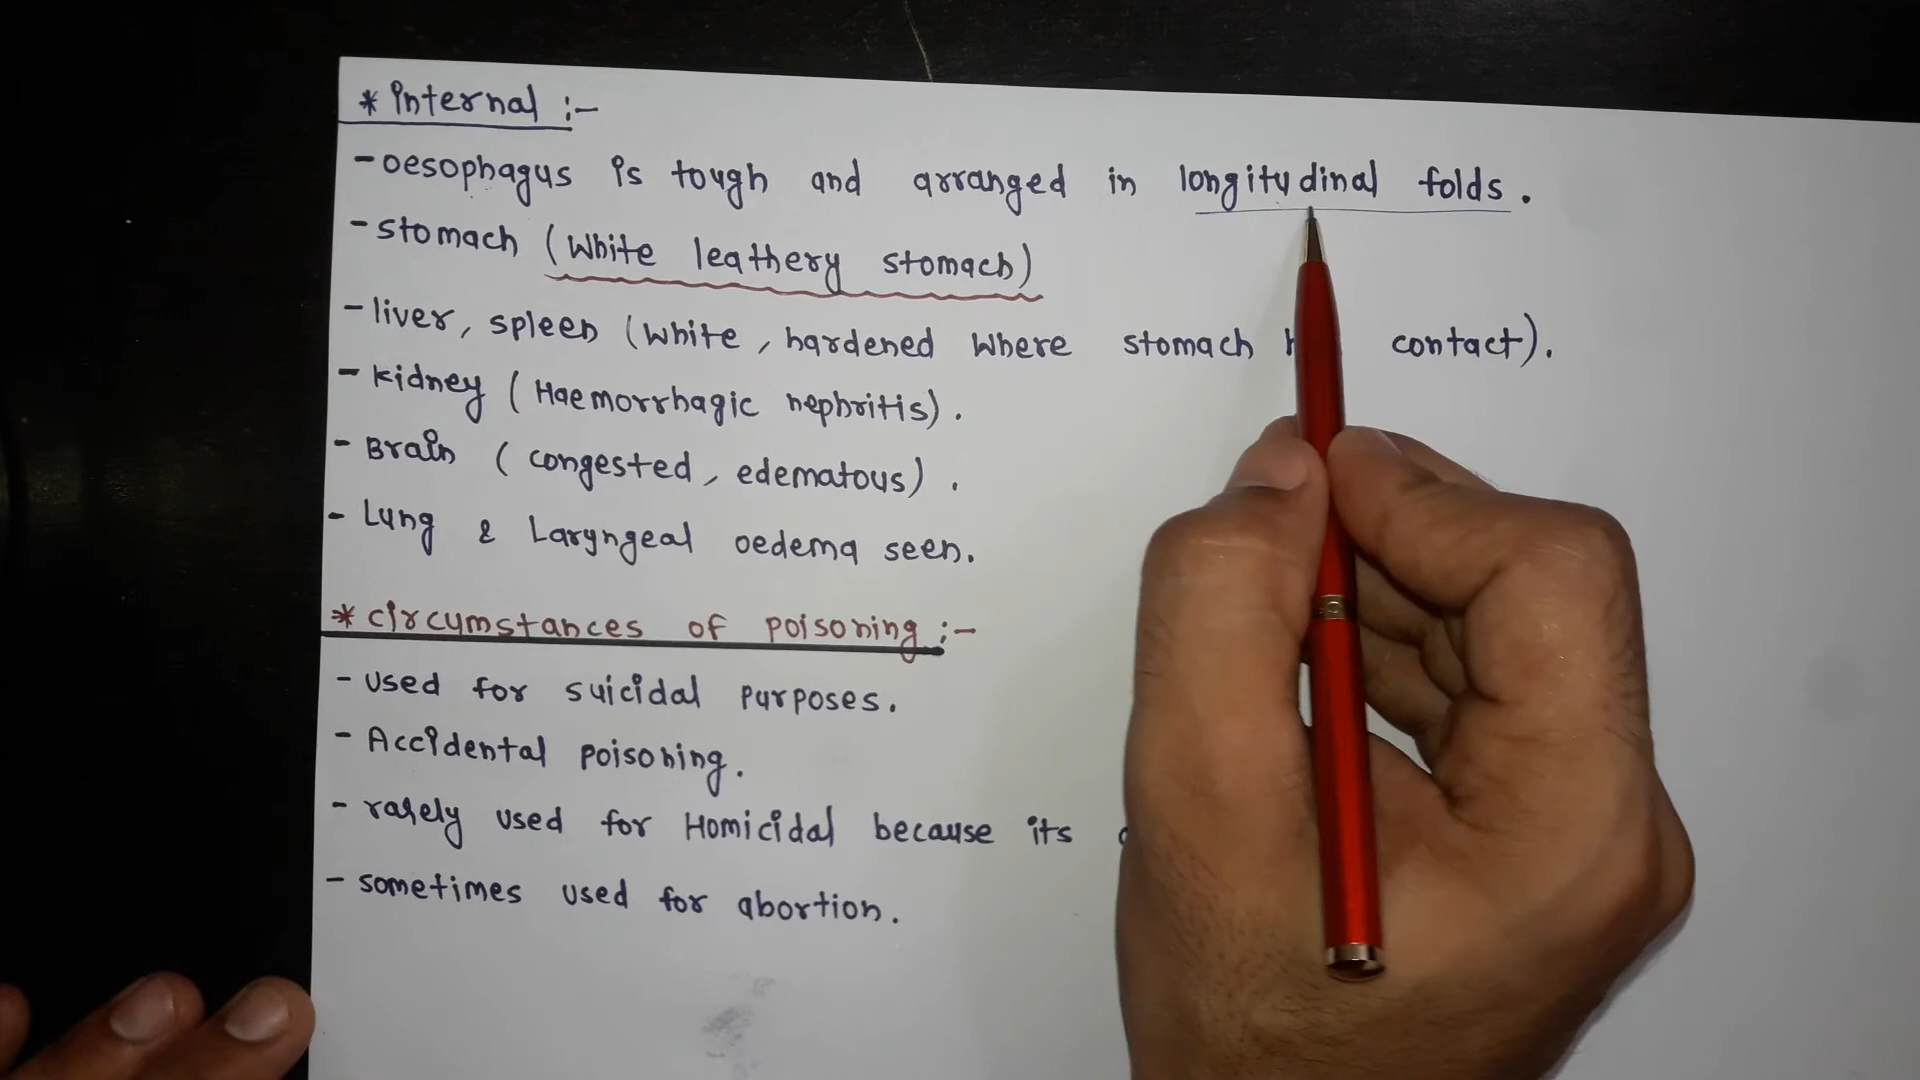 * Internal :-
- oesophagus is tough and arranged in longitudinal folds.
- stomach (White leathery stomach)
- liver, spleen (White, hardened Where stomach contact).
- Kidney (Haemorrhagic nephritis).
- Brain (congested, edematous).
- Lung & Laryngeal oedema seen.
* circumstances of poisoning :-
- used for suicidal purposes.
- Accidental poisoning.
- rarely used for Homicidal because its
- sometimes used for abortion.